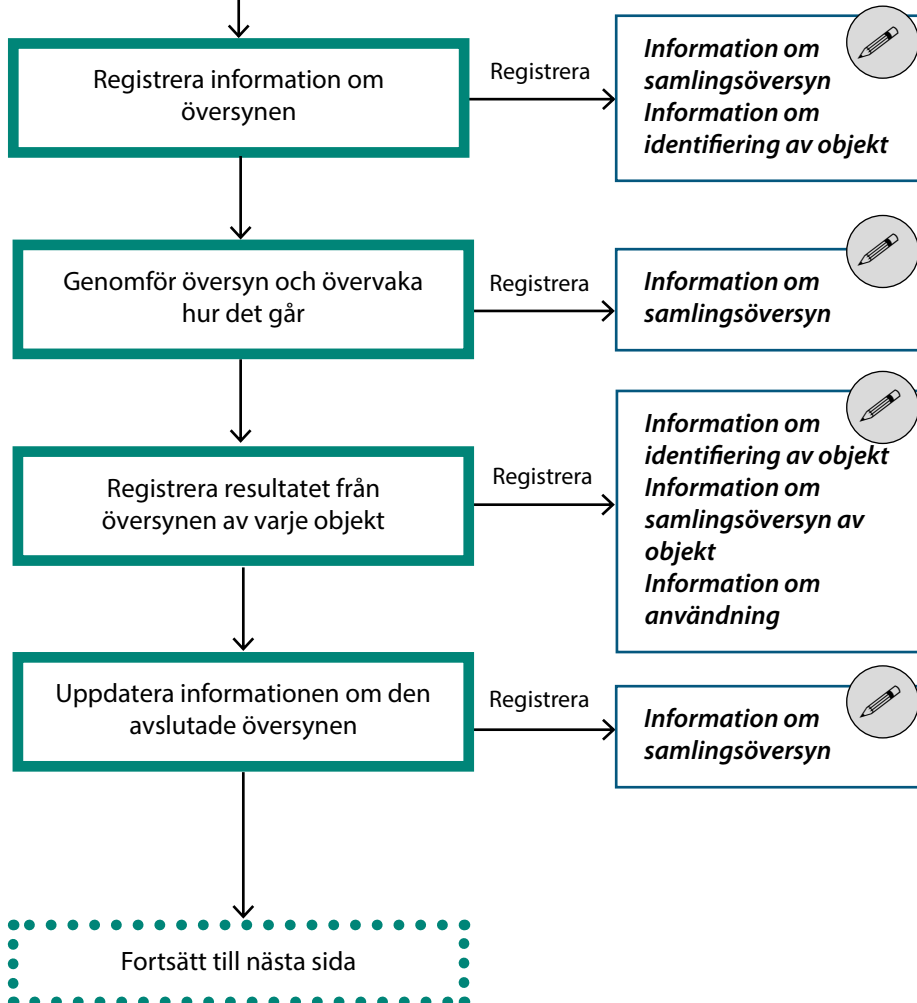 Registrera information om
översynen
Registrera
Information om
samlingsöversyn
Information om
identifiering av objekt
Genomför översyn och övervaka
hur det går
Registrera
Information om
samlingsöversyn
Registrera resultatet från
översynen av varje objekt
Registrera
Information om
identifiering av objekt
Information om
samlingsöversyn av
objekt
Information om
användning
Uppdatera informationen om den
avslutade översynen
Registrera
Information om
samlingsöversyn
Fortsätt till nästa sida